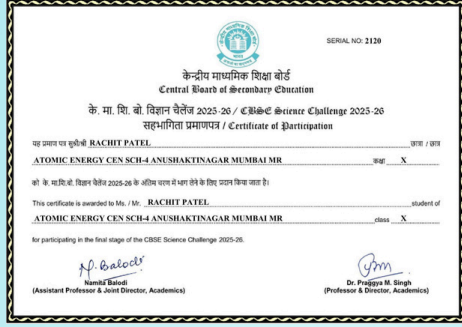 SERIAL NO: 2120
केन्द्रीय माध्यमिक शिक्षा बोर्ड
Central Board of Secondary Education
के. मा. शि. बो. विज्ञान चैलेंज 2025-26 / CBSE Science Challenge 2025-26
सहभागिता प्रमाणपत्र / Certificate of Participation
यह प्रमाण पत्र सुश्री/श्री RACHIT PATEL छात्रा / छात्र
ATOMIC ENERGY CEN SCH-4 ANUSHAKTINAGAR MUMBAI MR कक्षा X
को के. मा.शि.बो. विज्ञान चैलेंज 2025-26 के अंतिम चरण में भाग लेने के लिए प्रदान किया जाता है।
This certificate is awarded to Ms. / Mr. RACHIT PATEL student of
ATOMIC ENERGY CEN SCH-4 ANUSHAKTINAGAR MUMBAI MR class X
for participating in the final stage of the CBSE Science Challenge 2025-26.
N. Balodi
Namita Balodi
(Assistant Professor & Joint Director, Academics)
Dr. Praggya M. Singh
(Professor & Director, Academics)